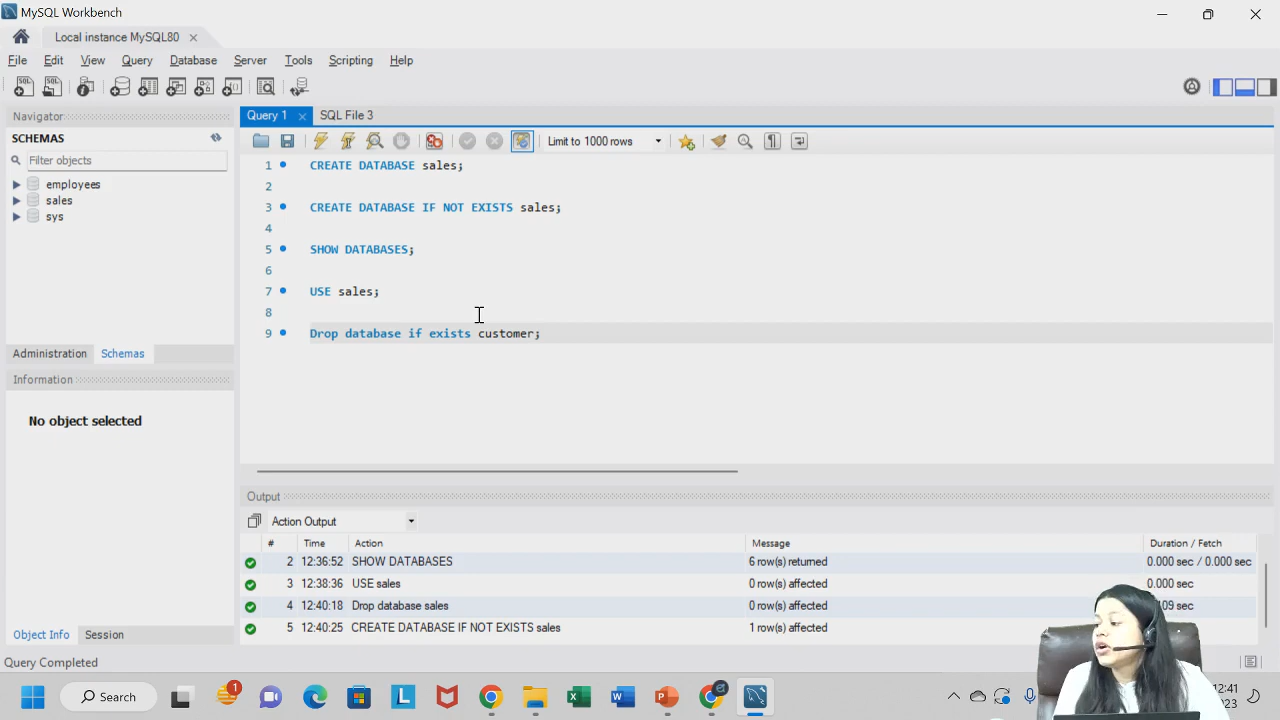 MySQL Workbench
Local instance MySQL80
File Edit View Query Database Server Tools Scripting Help
Navigator
SCHEMAS
Filter objects
employees
sales
sys
Administration Schemas
Information
No object selected
Object Info Session
Query Completed
Query 1 SQL File 3
Limit to 1000 rows
1 CREATE DATABASE sales;
2
3 CREATE DATABASE IF NOT EXISTS sales;
4
5 SHOW DATABASES;
6
7 USE sales;
8
9 Drop database if exists customer;
Output
Action Output
# Time Action Message Duration / Fetch
2 12:36:52 SHOW DATABASES 6 row(s) returned 0.000 sec / 0.000 sec
3 12:38:36 USE sales 0 row(s) affected 0.000 sec
4 12:40:18 Drop database sales 0 row(s) affected sec
5 12:40:25 CREATE DATABASE IF NOT EXISTS sales 1 row(s) affected
Search
1
12:41